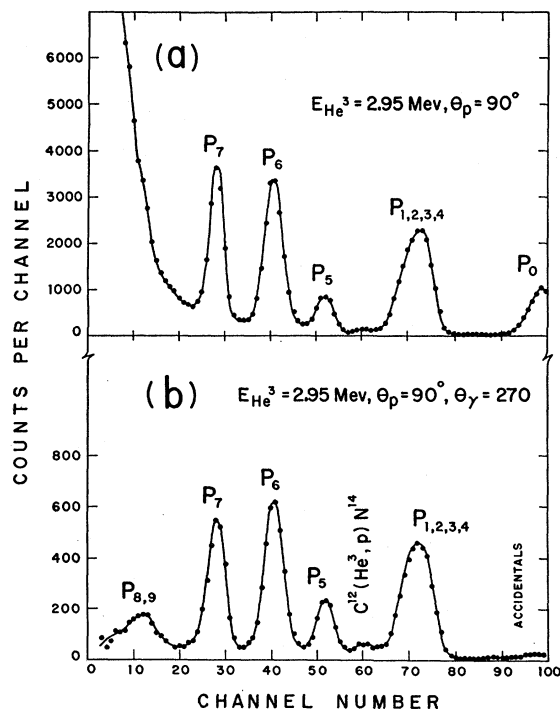 COUNTS PER CHANNEL
(a)
E_He³ = 2.95 Mev, θ_p = 90°
6000
5000
4000
3000
2000
1000
0
P₇
P₆
P₅
P₁,₂,₃,₄
P₀
(b)
E_He³ = 2.95 Mev, θ_p = 90°, θ_γ = 270
800
600
400
200
0
P₈,₉
P₇
P₆
P₅
C¹²(He³, p) N¹⁴
P₁,₂,₃,₄
ACCIDENTALS
0 10 20 30 40 50 60 70 80 90 100
CHANNEL NUMBER